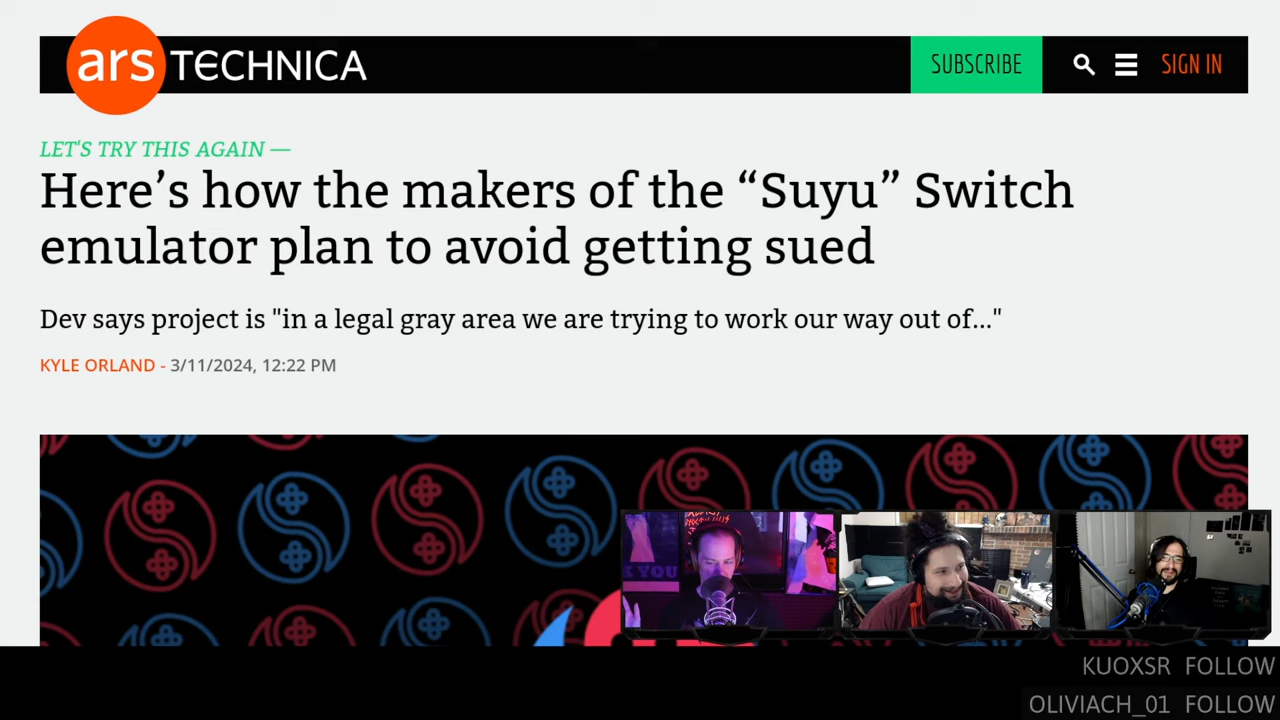 ars TECHNICA
SUBSCRIBE
SIGN IN
LET'S TRY THIS AGAIN —
Here’s how the makers of the “Suyu” Switch
emulator plan to avoid getting sued
Dev says project is "in a legal gray area we are trying to work our way out of..."
KYLE ORLAND - 3/11/2024, 12:22 PM
KUOXSR FOLLOW
OLIVIACH_01 FOLLOW